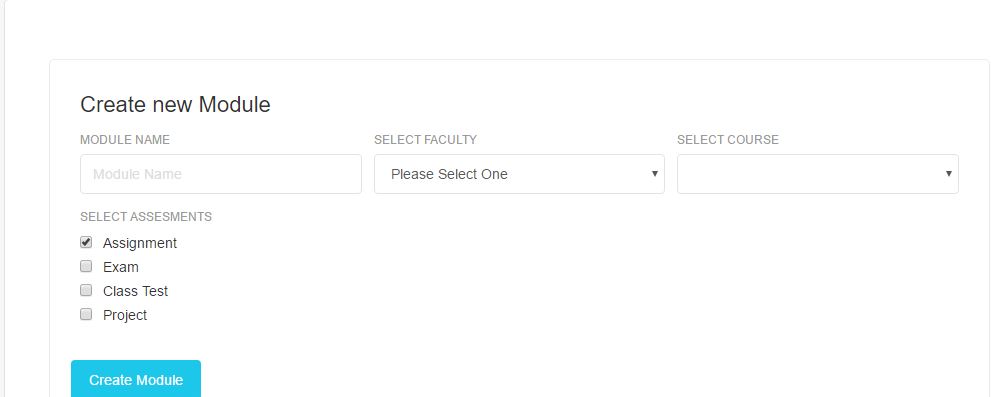 Create new Module
MODULE NAME SELECT FACULTY SELECT COURSE
Module Name Please Select One
SELECT ASSESMENTS
Assignment
Exam
Class Test
Project
Create Module